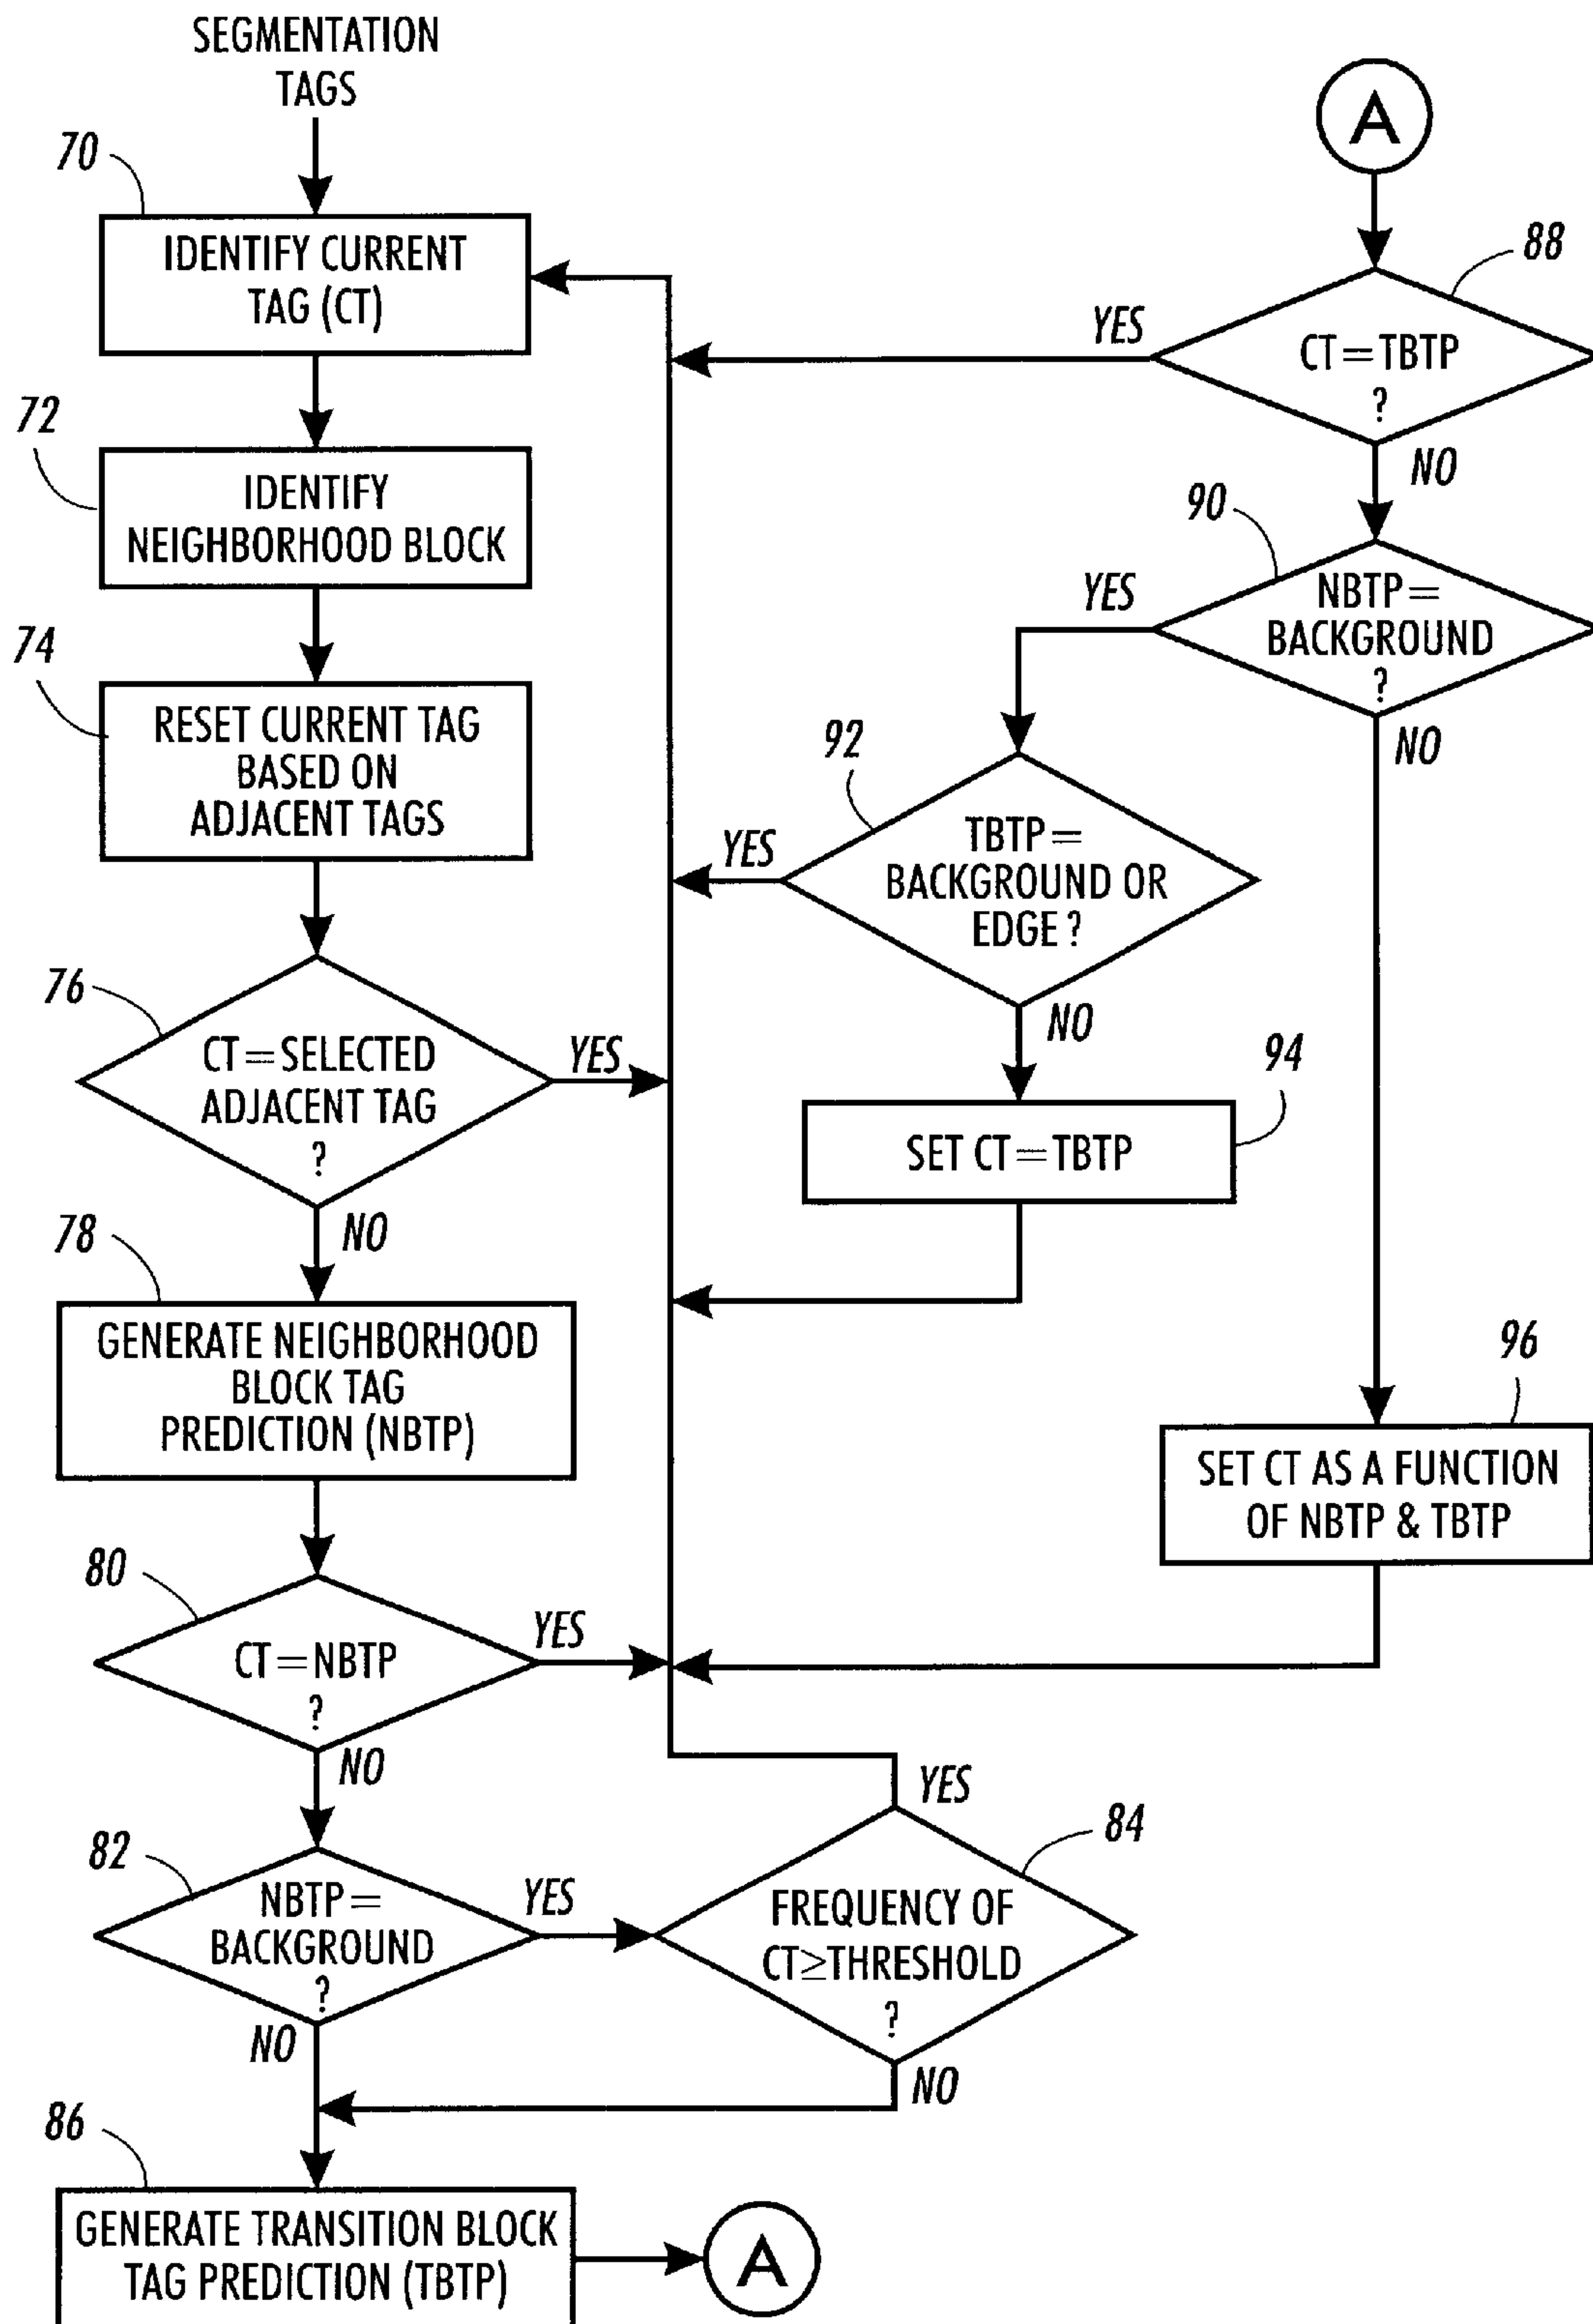 SEGMENTATION
TAGS
70
IDENTIFY CURRENT
TAG (CT)
72
IDENTIFY
NEIGHBORHOOD BLOCK
74
RESET CURRENT TAG
BASED ON
ADJACENT TAGS
76
CT=SELECTED
ADJACENT TAG
?
YES
NO
78
GENERATE NEIGHBORHOOD
BLOCK TAG
PREDICTION (NBTP)
80
CT=NBTP
?
YES
NO
82
NBTP=
BACKGROUND
?
YES
NO
84
FREQUENCY OF
CT≥THRESHOLD
?
YES
NO
86
GENERATE TRANSITION BLOCK
TAG PREDICTION (TBTP)
A
A
88
CT=TBTP
?
YES
NO
90
NBTP=
BACKGROUND
?
YES
NO
92
TBTP=
BACKGROUND OR
EDGE ?
YES
NO
94
SET CT=TBTP
96
SET CT AS A FUNCTION
OF NBTP & TBTP